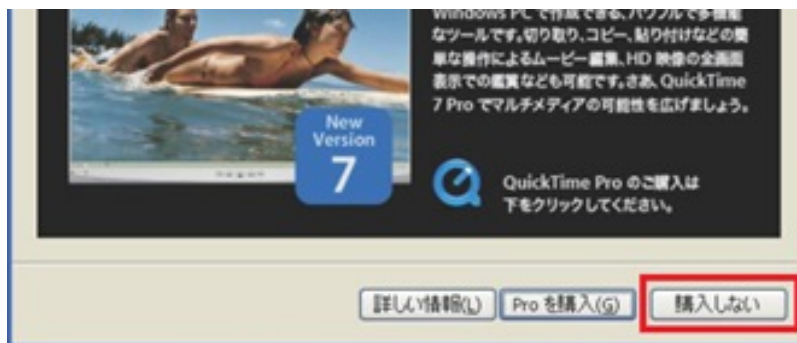 Windows PC で作成できる、パワフルで多機能
なツールです。切り取り、コピー、貼り付けなどの簡
単な操作によるムービー編集、HD 映像の全画面
表示での鑑賞なども可能です。さあ、QuickTime
7 Pro でマルチメディアの可能性を広げましょう。
New
Version
7
QuickTime Pro のご購入は
下をクリックしてください。
詳しい情報(L)
Pro を購入(G)
購入しない